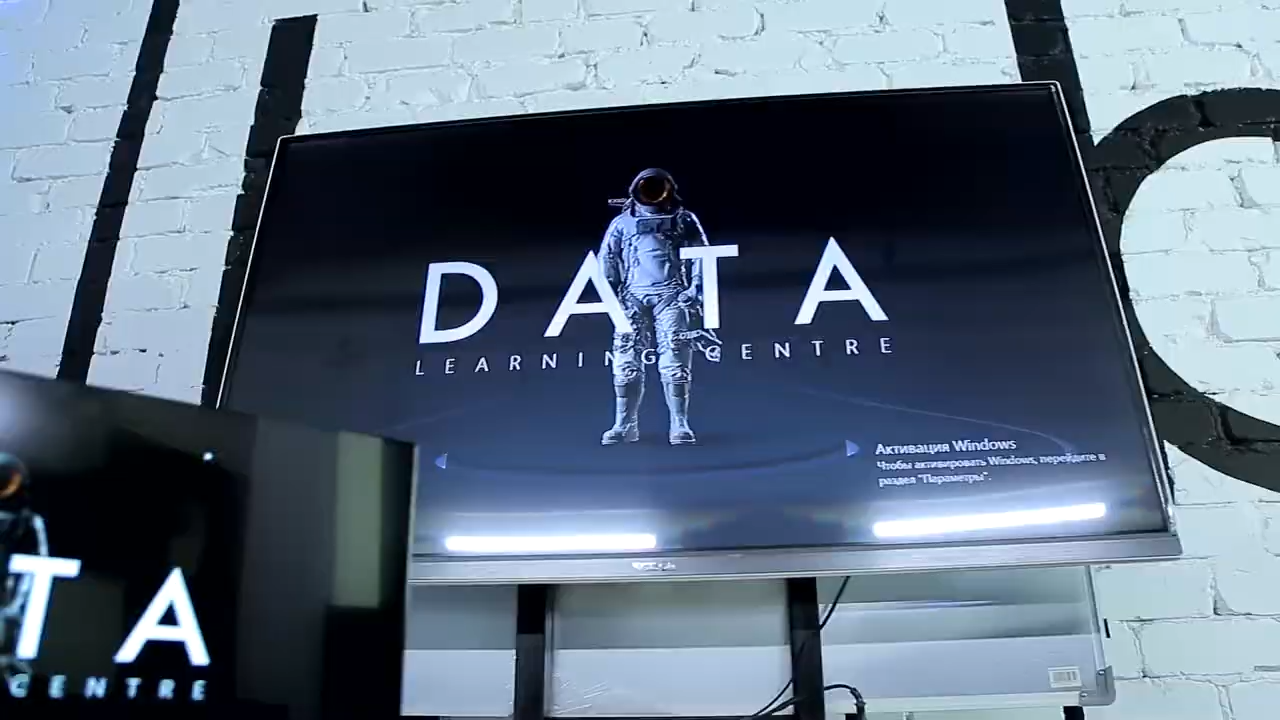 DATA
LEARNING CENTRE
Активация Windows
Чтобы активировать Windows, перейдите в
раздел "Параметры".
TA
CENTRE